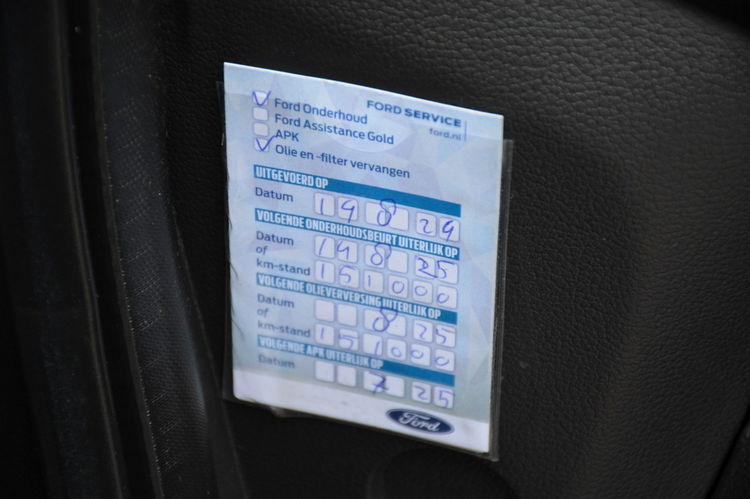 FORD SERVICE
ford.nl
Ford Onderhoud
Ford Assistance Gold
APK
Olie en -filter vervangen
UITGEVOERD OP
Datum 19 8 24
VOLGENDE ONDERHOUDSBEURT UITERLIJK OP
Datum 19 8 25
of
km-stand 151000
VOLGENDE OLIEVERVERSING UITERLIJK OP
Datum 8 25
of
km-stand 151000
VOLGENDE APK UITERLIJK OP
Datum 7 25
Ford